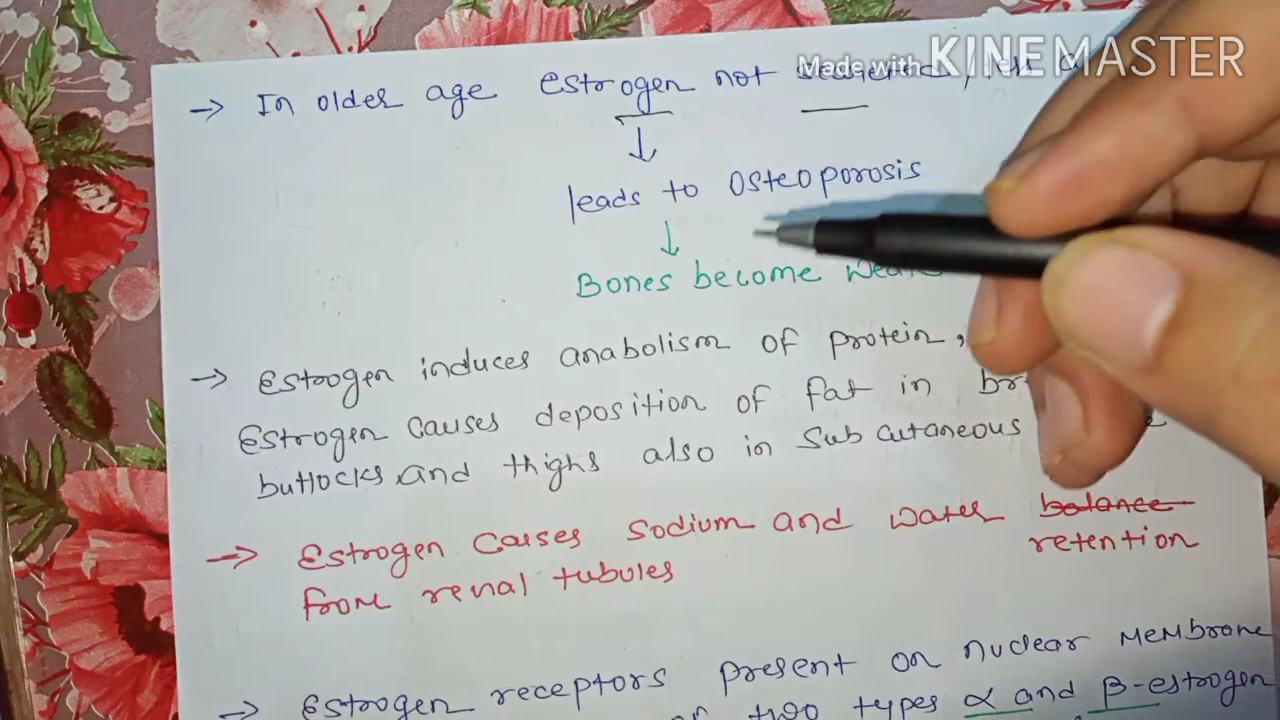 Made with KINEMASTER
→ In older age estrogen not
↓
leads to Osteoporosis
↓
Bones become
→ Estrogen induces anabolism of protein,
Estrogen causes deposition of fat in
buttocks and thighs also in Subcutaneous
→ Estrogen causes Sodium and water balance
retention
from renal tubules
→ Estrogen receptors present on nuclear Membrane
two types α and β-estrogen